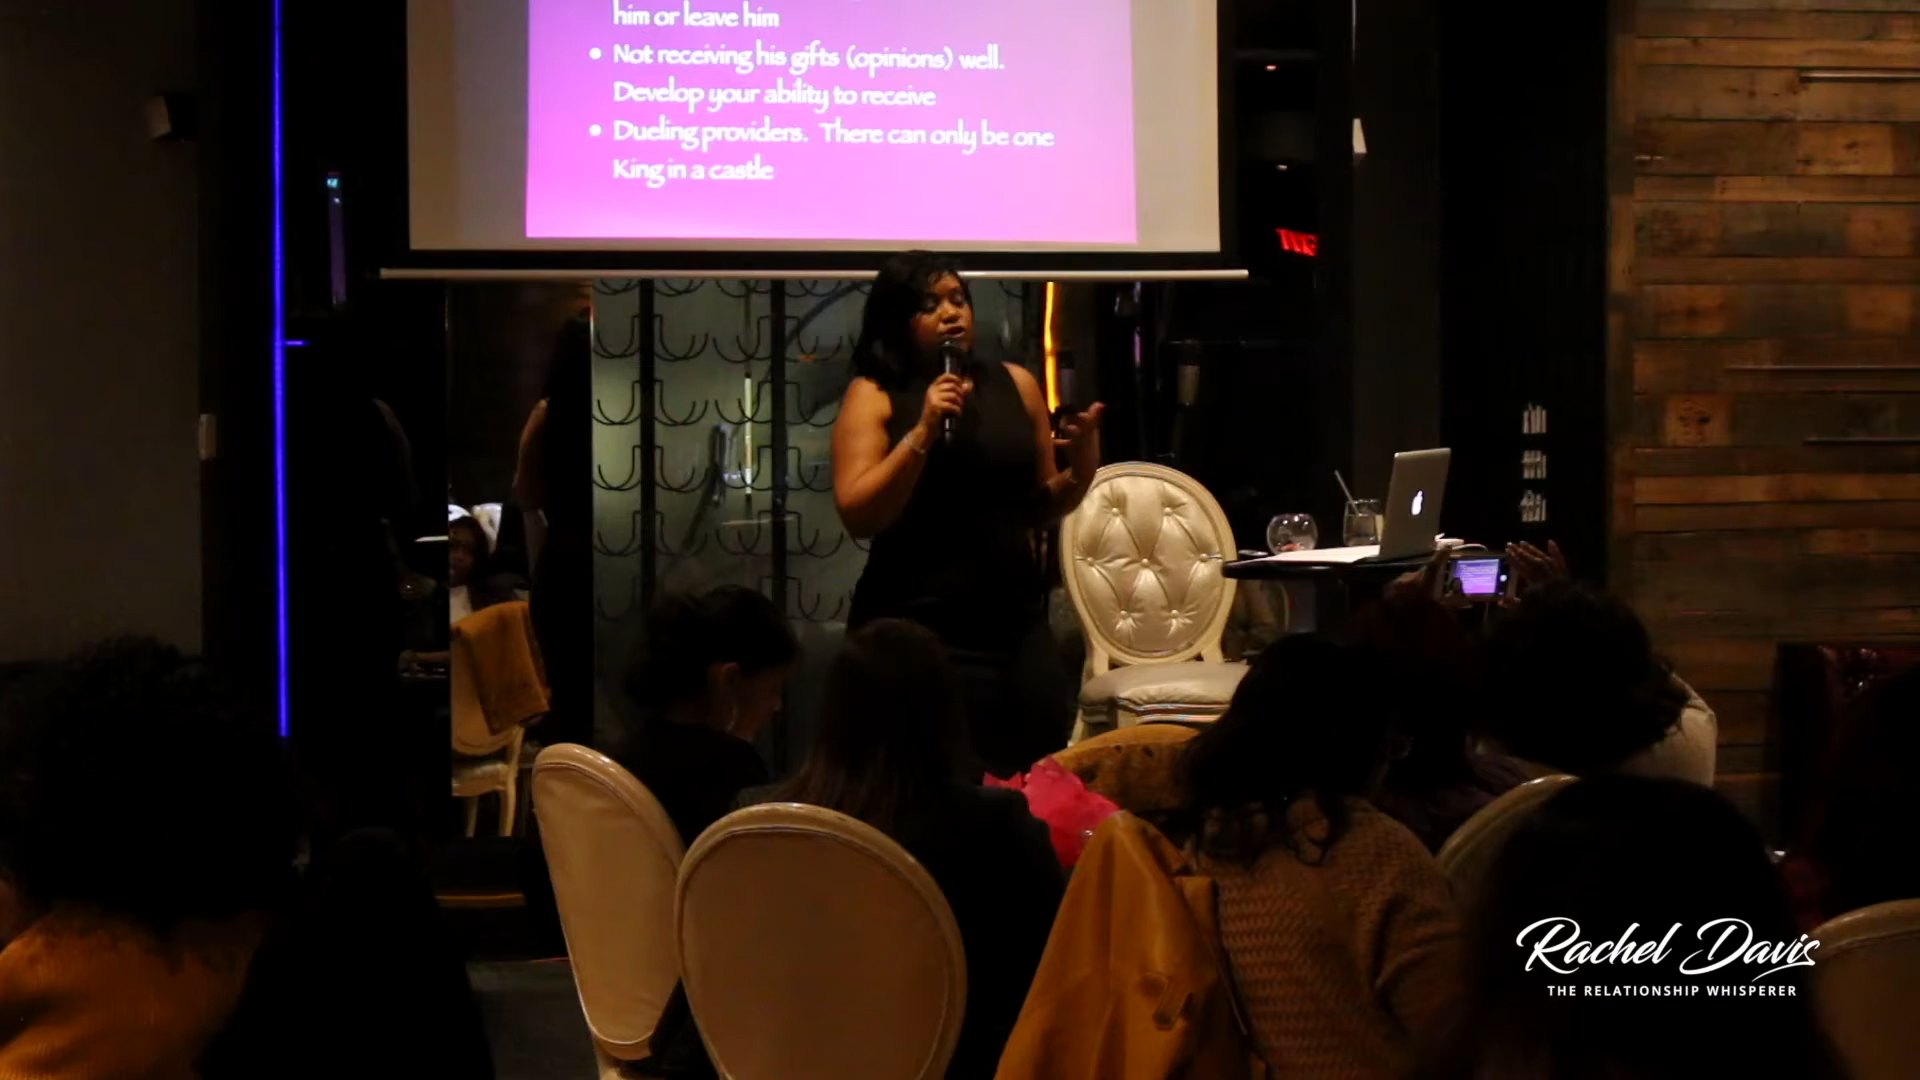 him or leave him
• Not receiving his gifts (opinions) well.
Develop your ability to receive
• Dueling providers. There can only be one
King in a castle
Rachel Davis
THE RELATIONSHIP WHISPERER